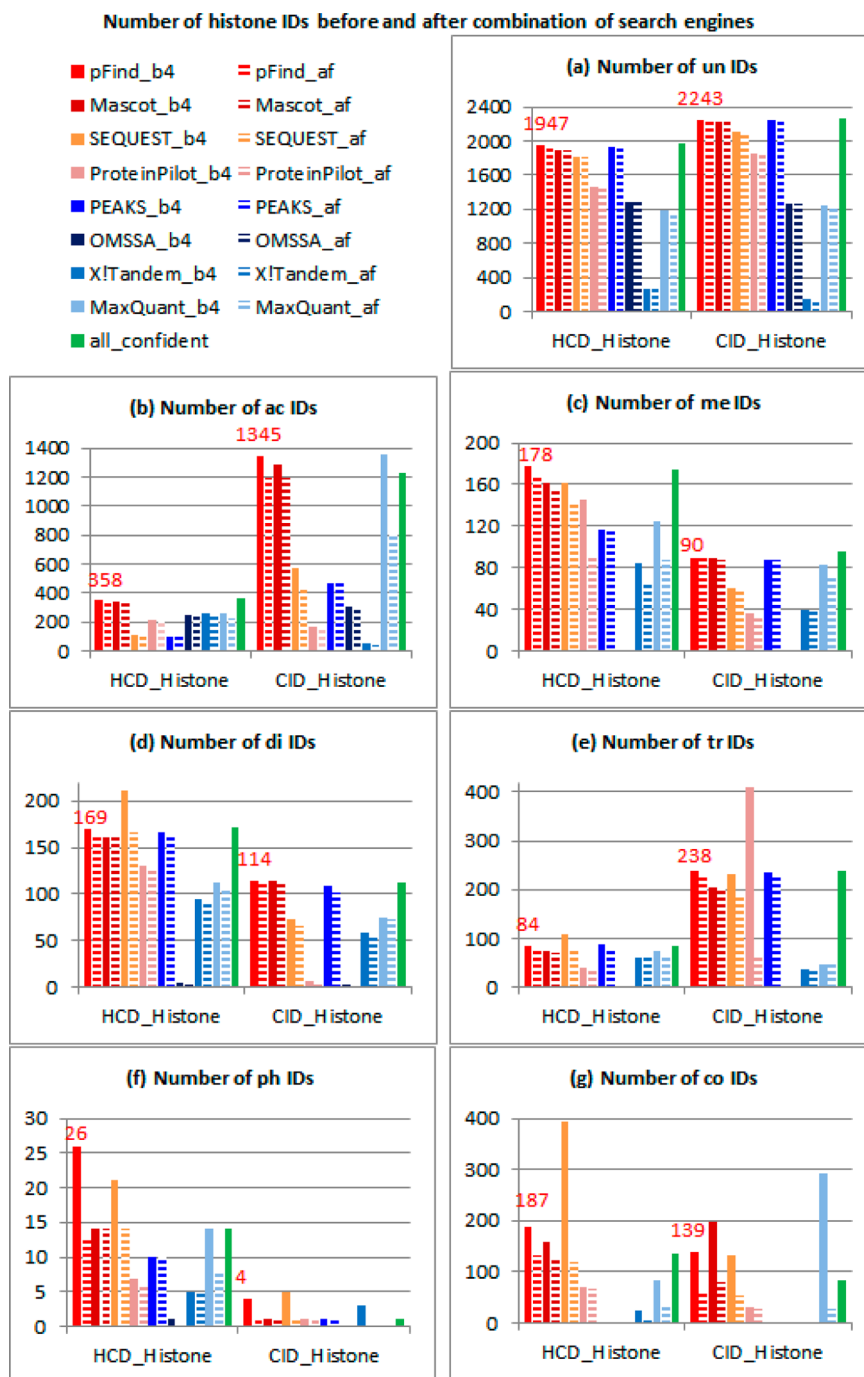 Number of histone IDs before and after combination of search engines
pFind_b4 pFind_af
Mascot_b4 Mascot_af
SEQUEST_b4 SEQUEST_af
ProteinPilot_b4 ProteinPilot_af
PEAKS_b4 PEAKS_af
OMSSA_b4 OMSSA_af
X!Tandem_b4 X!Tandem_af
MaxQuant_b4 MaxQuant_af
all_confident
(a) Number of un IDs
2400
2000
1600
1200
800
400
0
1947
2243
HCD_Histone CID_Histone
(b) Number of ac IDs
1400
1200
1000
800
600
400
200
0
358
1345
HCD_Histone CID_Histone
(c) Number of me IDs
200
160
120
80
40
0
178
90
HCD_Histone CID_Histone
(d) Number of di IDs
200
150
100
50
0
169
114
HCD_Histone CID_Histone
(e) Number of tr IDs
400
300
200
100
0
84
238
HCD_Histone CID_Histone
(f) Number of ph IDs
30
25
20
15
10
5
0
26
4
HCD_Histone CID_Histone
(g) Number of co IDs
400
300
200
100
0
187
139
HCD_Histone CID_Histone